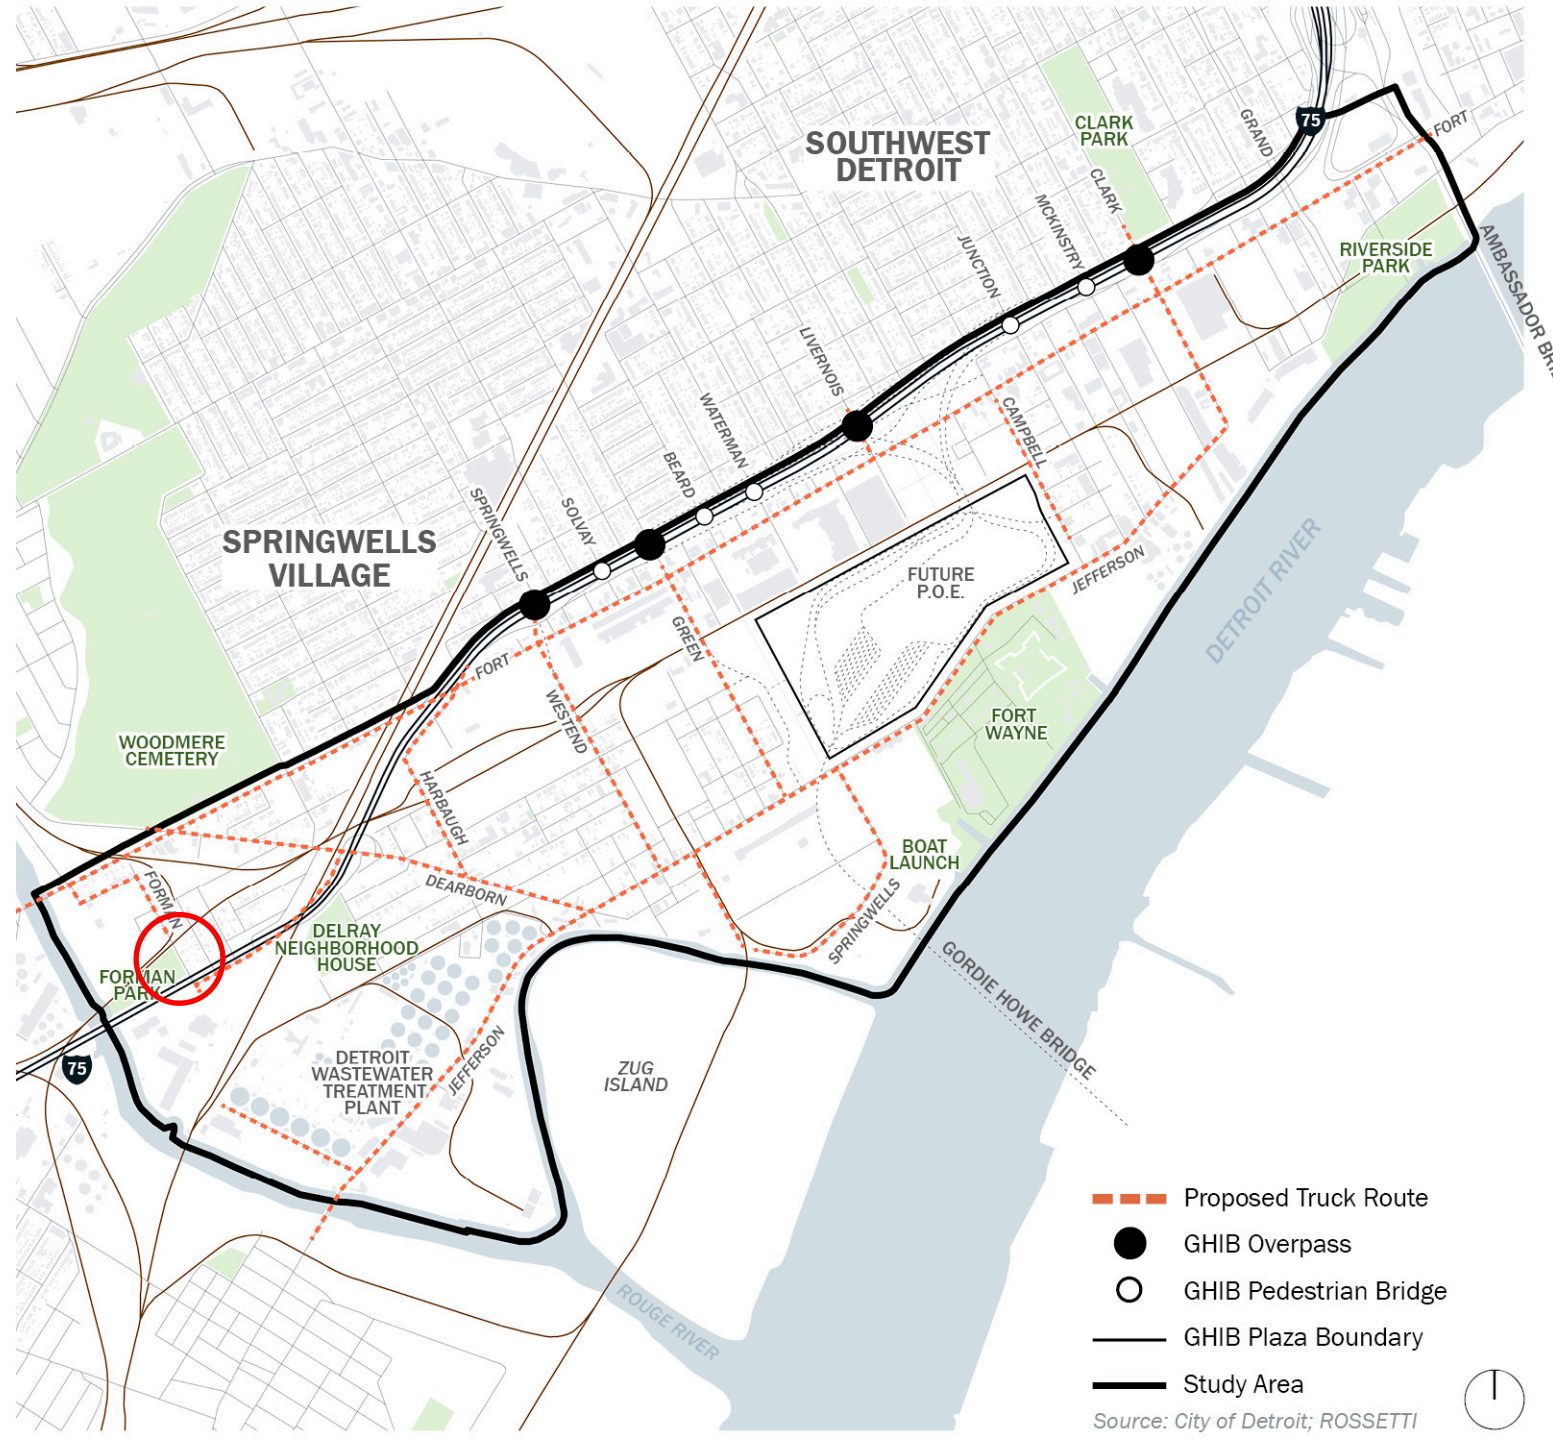 SOUTHWEST
DETROIT
CLARK
PARK
GRAND
75
FORT
CLARK
MCKINSTRY
JUNCTION
RIVERSIDE
PARK
AMBASSADOR BRI
LIVERNOIS
WATERMAN
BEARD
SOLVAY
SPRINGWELLS
CAMPBELL
SPRINGWELLS
VILLAGE
FUTURE
P.O.E.
JEFFERSON
DETROIT RIVER
GREEN
FORT
WESTEND
FORT
WAYNE
WOODMERE
CEMETERY
HARBAUGH
BOAT
LAUNCH
DEARBORN
FORMAN
SPRINGWELLS
DELRAY
NEIGHBORHOOD
HOUSE
FORMAN
PARK
GORDIE HOWE BRIDGE
75
DETROIT
WASTEWATER
TREATMENT
PLANT
JEFFERSON
ZUG
ISLAND
ROUGE RIVER
Proposed Truck Route
GHIB Overpass
GHIB Pedestrian Bridge
GHIB Plaza Boundary
Study Area
Source: City of Detroit; ROSSETTI